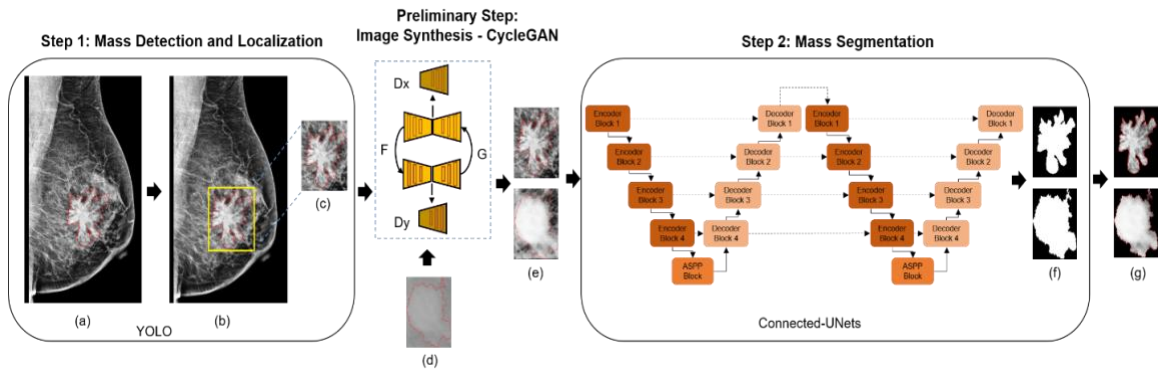 Step 1: Mass Detection and Localization
(a)
(b)
YOLO
(c)
Preliminary Step:
Image Synthesis - CycleGAN
Dx
F
G
Dy
(d)
(e)
Step 2: Mass Segmentation
Encoder
Block 1
Encoder
Block 2
Encoder
Block 3
Encoder
Block 4
ASPP
Block
Decoder
Block 4
Decoder
Block 3
Decoder
Block 2
Decoder
Block 1
Encoder
Block 1
Encoder
Block 2
Encoder
Block 3
Encoder
Block 4
ASPP
Block
Decoder
Block 4
Decoder
Block 3
Decoder
Block 2
Decoder
Block 1
Connected-UNets
(f)
(g)